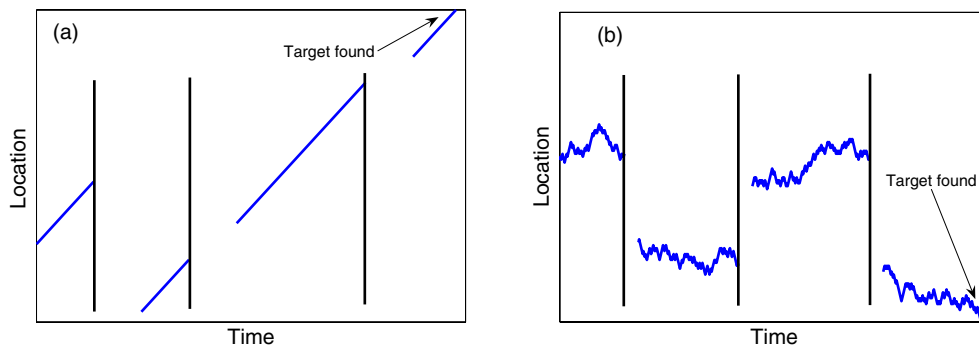 (a)
Target found
Location
Time
(b)
Target found
Location
Time